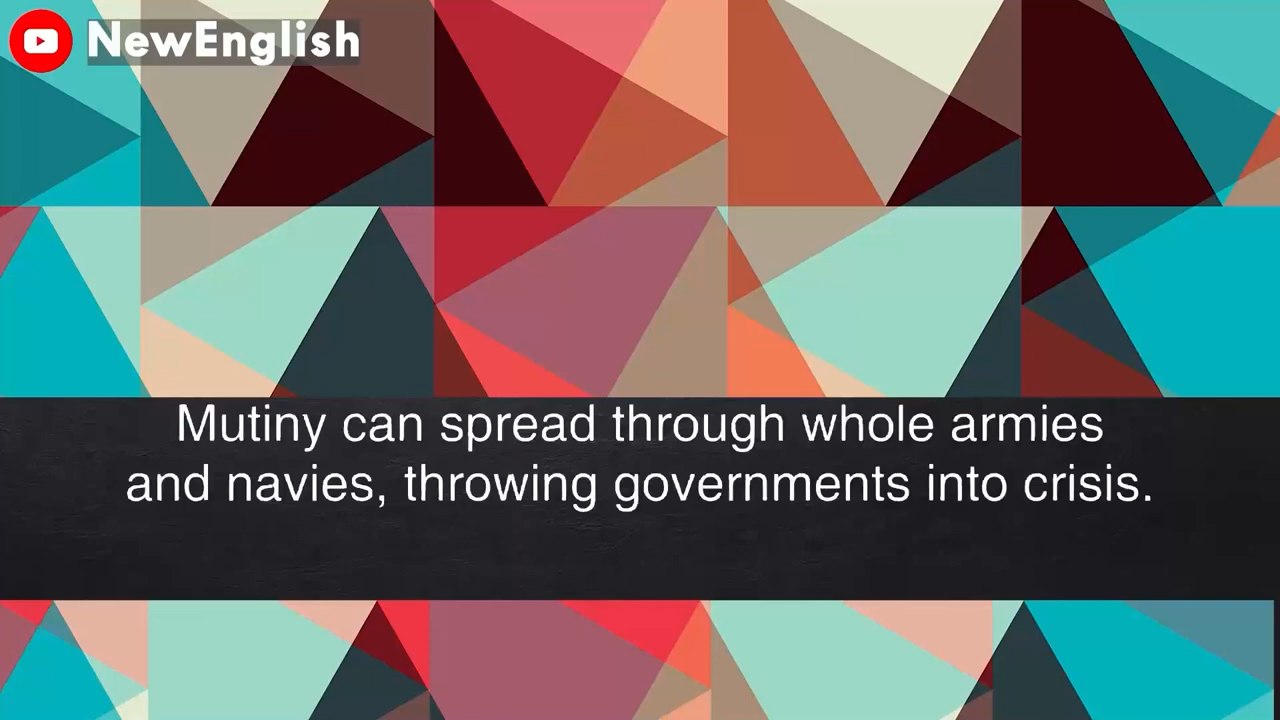 NewEnglish
Mutiny can spread through whole armies
and navies, throwing governments into crisis.